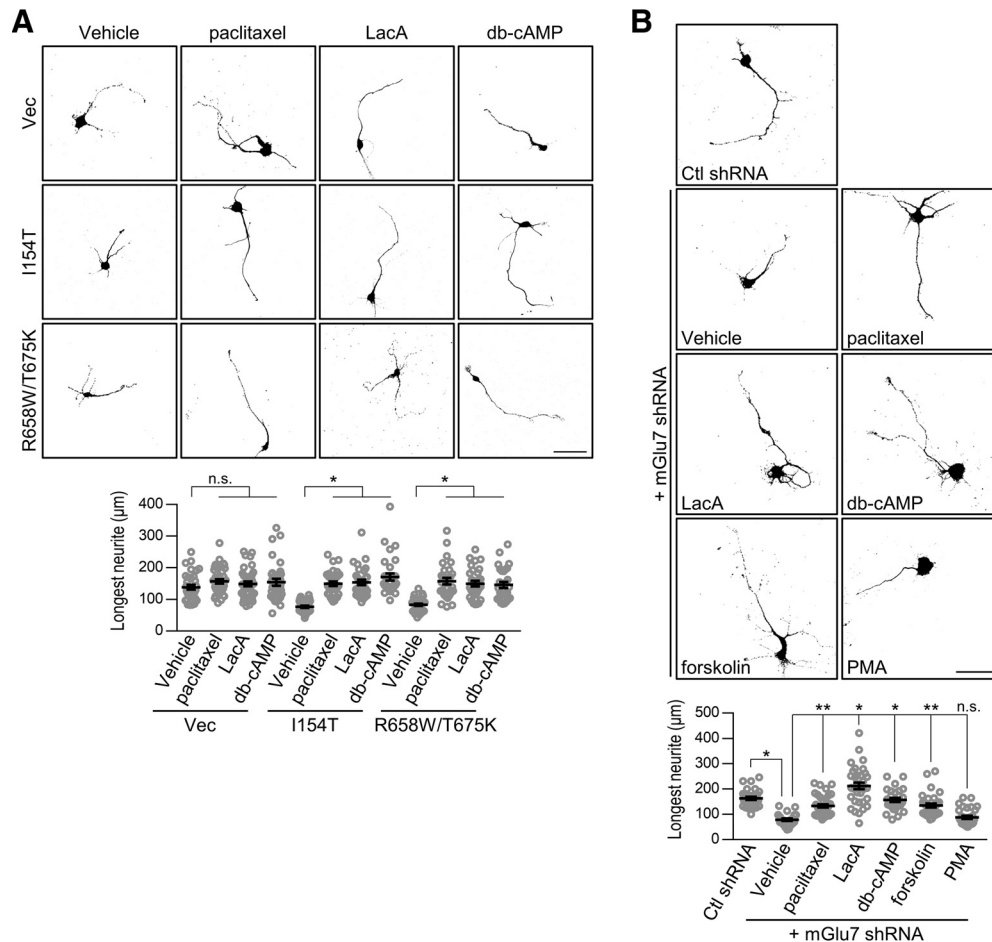 A
Vehicle paclitaxel LacA db-cAMP
Vec
I154T
R658W/T675K
n.s. * *
Longest neurite (μm)
400
300
200
100
0
Vehicle paclitaxel LacA db-cAMP Vehicle paclitaxel LacA db-cAMP Vehicle paclitaxel LacA db-cAMP
Vec I154T R658W/T675K
B
Ctl shRNA
+ mGlu7 shRNA
Vehicle paclitaxel
LacA db-cAMP
forskolin PMA
* ** * * ** n.s.
Longest neurite (μm)
500
400
300
200
100
0
Ctl shRNA Vehicle paciltaxel LacA db-cAMP forskolin PMA
+ mGlu7 shRNA